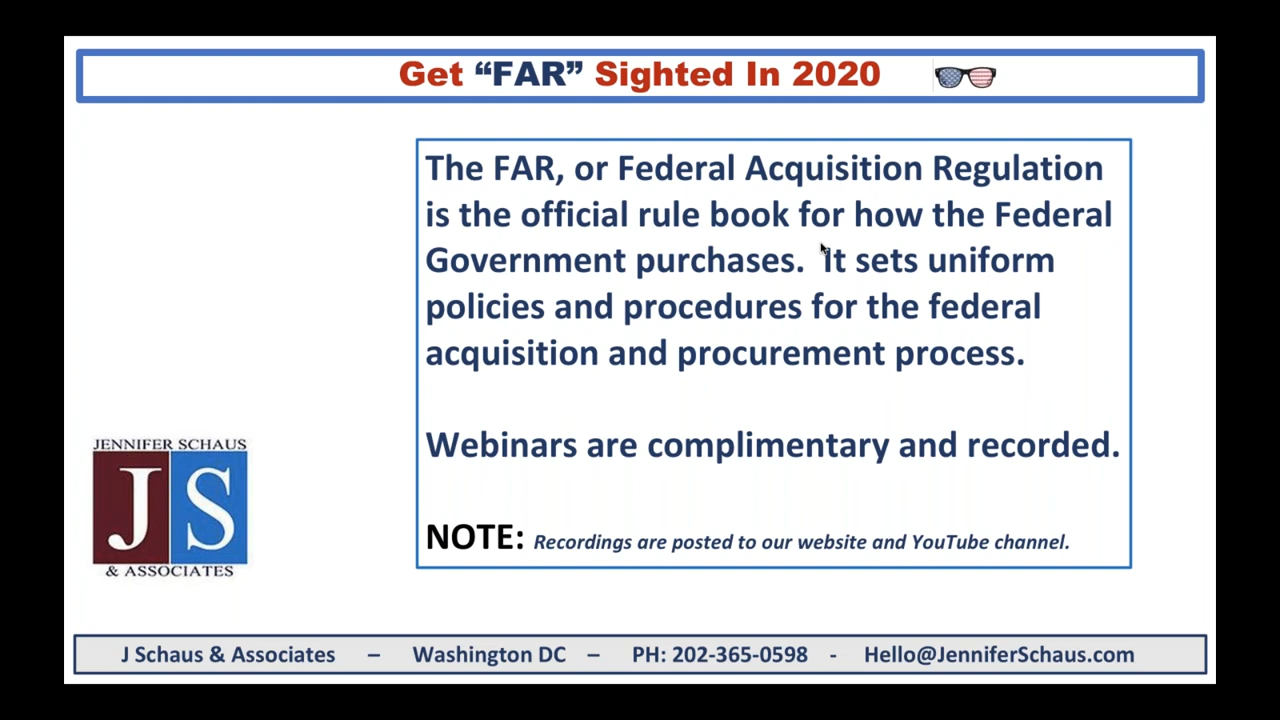 Get “FAR” Sighted In 2020
The FAR, or Federal Acquisition Regulation
is the official rule book for how the Federal
Government purchases.  It sets uniform
policies and procedures for the federal
acquisition and procurement process.
Webinars are complimentary and recorded.
NOTE: Recordings are posted to our website and YouTube channel.
JENNIFER SCHAUS
JS
& ASSOCIATES
J Schaus & Associates – Washington DC – PH: 202-365-0598 - Hello@JenniferSchaus.com